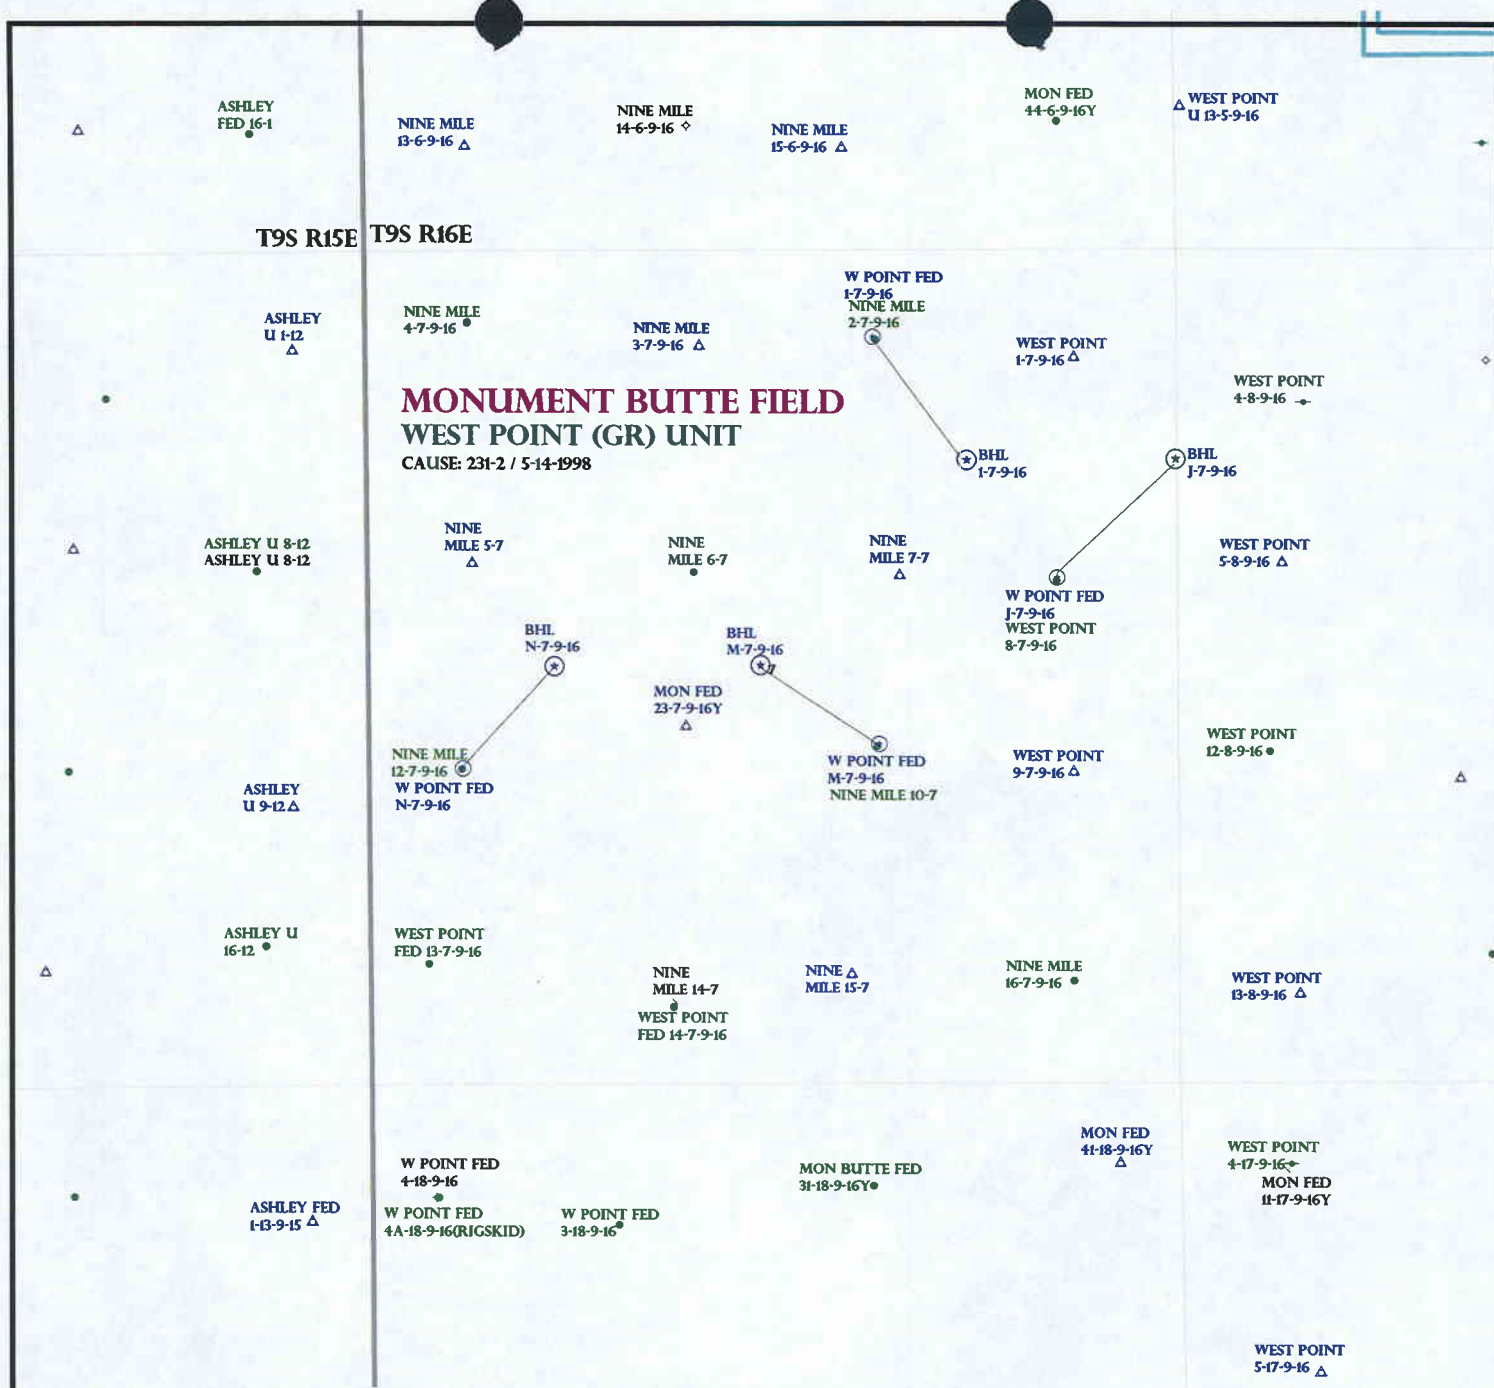 ASHLEY
FED 16-1
NINE MILE
13-6-9-16
NINE MILE
14-6-9-16
NINE MILE
15-6-9-16
MON FED
44-6-9-16Y
WEST POINT
U 13-5-9-16
T9S R15E
T9S R16E
ASHLEY
U 1-12
NINE MILE
4-7-9-16
NINE MILE
3-7-9-16
W POINT FED
1-7-9-16
NINE MILE
2-7-9-16
WEST POINT
1-7-9-16
WEST POINT
4-8-9-16
MONUMENT BUTTE FIELD
WEST POINT (GR) UNIT
CAUSE: 231-2 / 5-14-1998
BHL
1-7-9-16
BHL
J-7-9-16
ASHLEY U 8-12
ASHLEY U 8-12
NINE
MILE 5-7
NINE
MILE 6-7
NINE
MILE 7-7
WEST POINT
5-8-9-16
W POINT FED
J-7-9-16
WEST POINT
8-7-9-16
BHL
N-7-9-16
BHL
M-7-9-16
MON FED
23-7-9-16Y
NINE MILE
12-7-9-16
W POINT FED
N-7-9-16
W POINT FED
M-7-9-16
NINE MILE 10-7
WEST POINT
9-7-9-16
WEST POINT
12-8-9-16
ASHLEY
U 9-12
ASHLEY U
16-12
WEST POINT
FED 13-7-9-16
NINE
MILE 14-7
WEST POINT
FED 14-7-9-16
NINE
MILE 15-7
NINE MILE
16-7-9-16
WEST POINT
13-8-9-16
W POINT FED
4-18-9-16
W POINT FED
4A-18-9-16(RIGSKID)
W POINT FED
3-18-9-16
MON BUTTE FED
31-18-9-16Y
MON FED
41-18-9-16Y
WEST POINT
4-17-9-16
MON FED
11-17-9-16Y
ASHLEY FED
1-13-9-15
WEST POINT
5-17-9-16